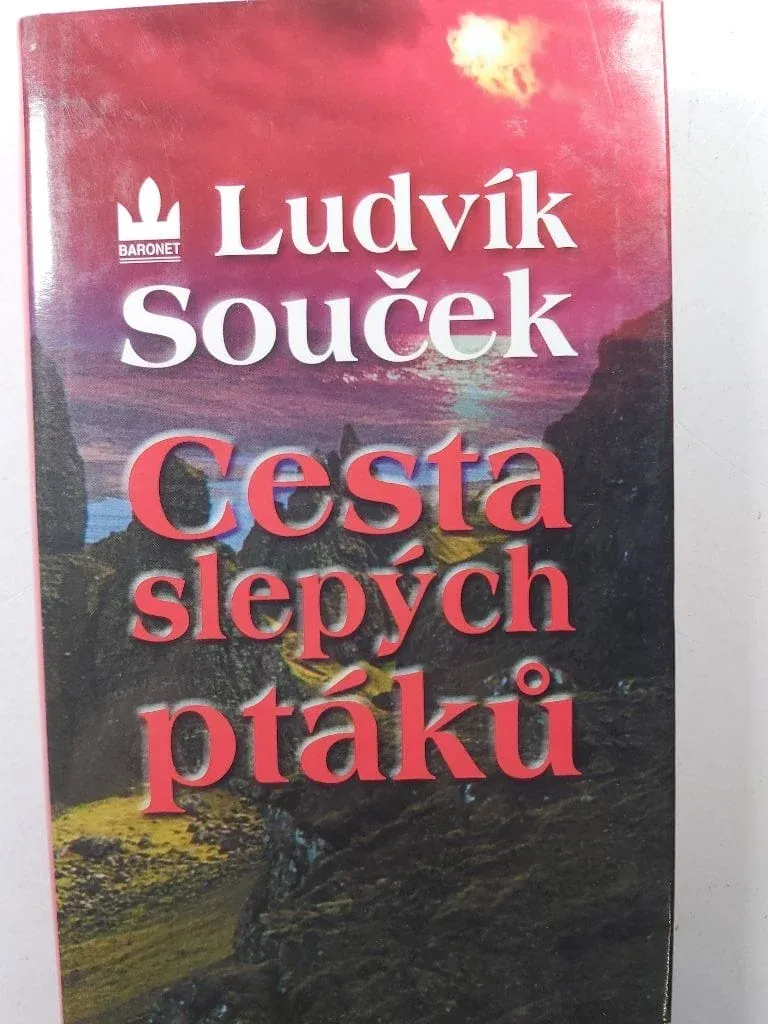 BARONET
Ludvík
Souček
Cesta
slepých
ptáků